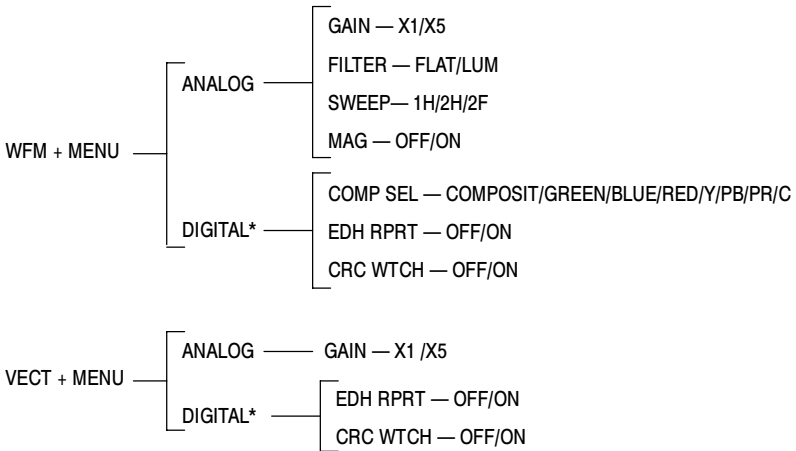 GAIN — X1/X5
FILTER — FLAT/LUM
ANALOG
SWEEP— 1H/2H/2F
MAG — OFF/ON
WFM + MENU
COMP SEL — COMPOSIT/GREEN/BLUE/RED/Y/PB/PR/C
DIGITAL*
EDH RPRT — OFF/ON
CRC WTCH — OFF/ON
ANALOG
GAIN — X1 /X5
VECT + MENU
EDH RPRT — OFF/ON
DIGITAL*
CRC WTCH — OFF/ON